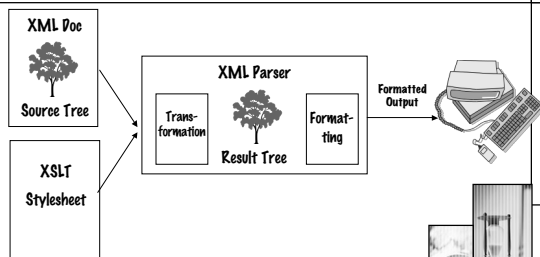 XML Doc
Source Tree
XSLT
Stylesheet
XML Parser
Trans-
formation
Result Tree
Format-
ting
Formatted
Output